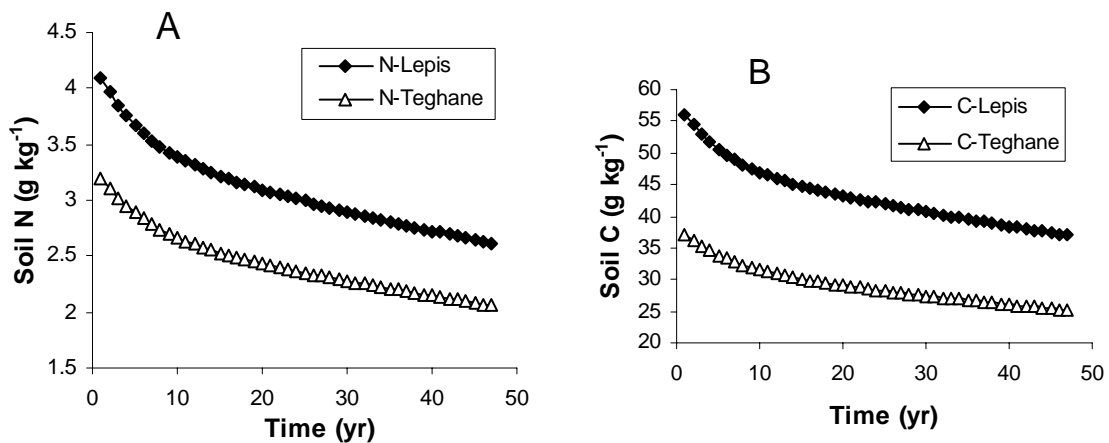 A
N-Lepis
N-Teghane
4.5
4
3.5
3
2.5
2
1.5
Soil N (g kg⁻¹)
0 10 20 30 40 50
Time (yr)
B
C-Lepis
C-Teghane
60
55
50
45
40
35
30
25
20
Soil C (g kg⁻¹)
0 10 20 30 40 50
Time (yr)